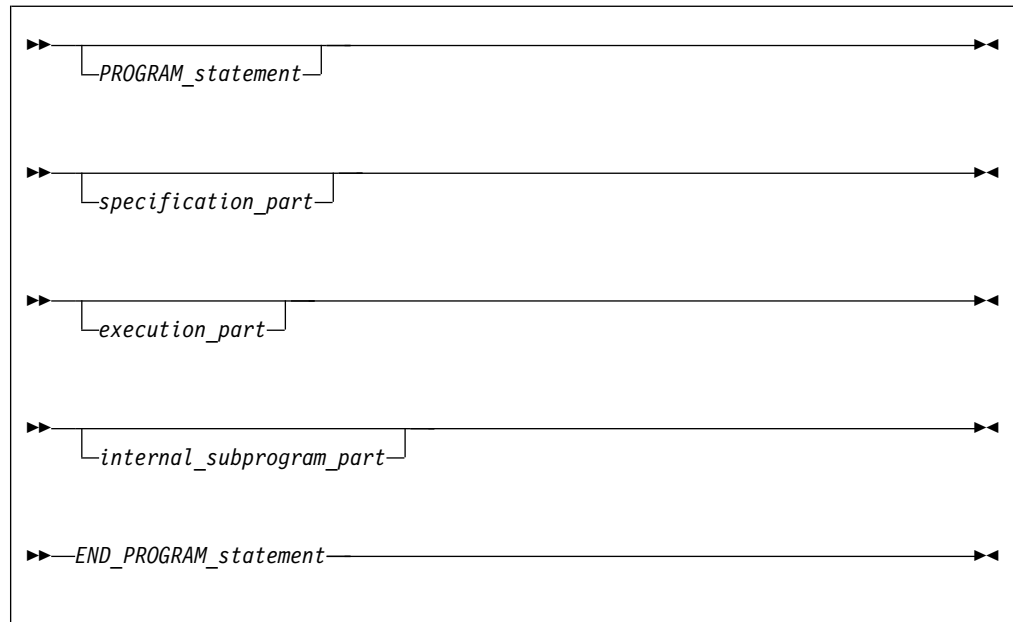 PROGRAM_statement
specification_part
execution_part
internal_subprogram_part
END_PROGRAM_statement